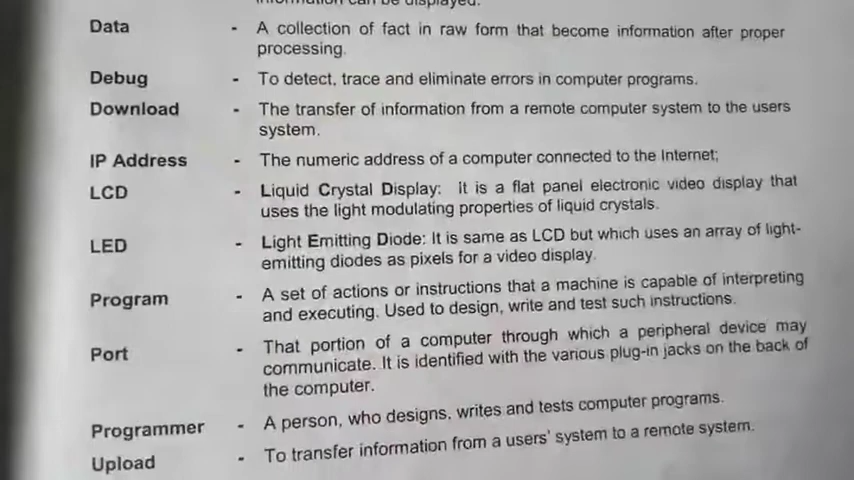 information can be displayed.
Data - A collection of fact in raw form that become information after proper
processing.
Debug - To detect, trace and eliminate errors in computer programs.
Download - The transfer of information from a remote computer system to the users
system.
IP Address - The numeric address of a computer connected to the Internet;
LCD - Liquid Crystal Display: it is a flat panel electronic video display that
uses the light modulating properties of liquid crystals.
LED - Light Emitting Diode: It is same as LCD but which uses an array of light-
emitting diodes as pixels for a video display.
Program - A set of actions or instructions that a machine is capable of interpreting
and executing. Used to design, write and test such instructions.
Port - That portion of a computer through which a peripheral device may
communicate. It is identified with the various plug-in jacks on the back of
the computer.
Programmer - A person, who designs, writes and tests computer programs.
Upload - To transfer information from a users' system to a remote system.